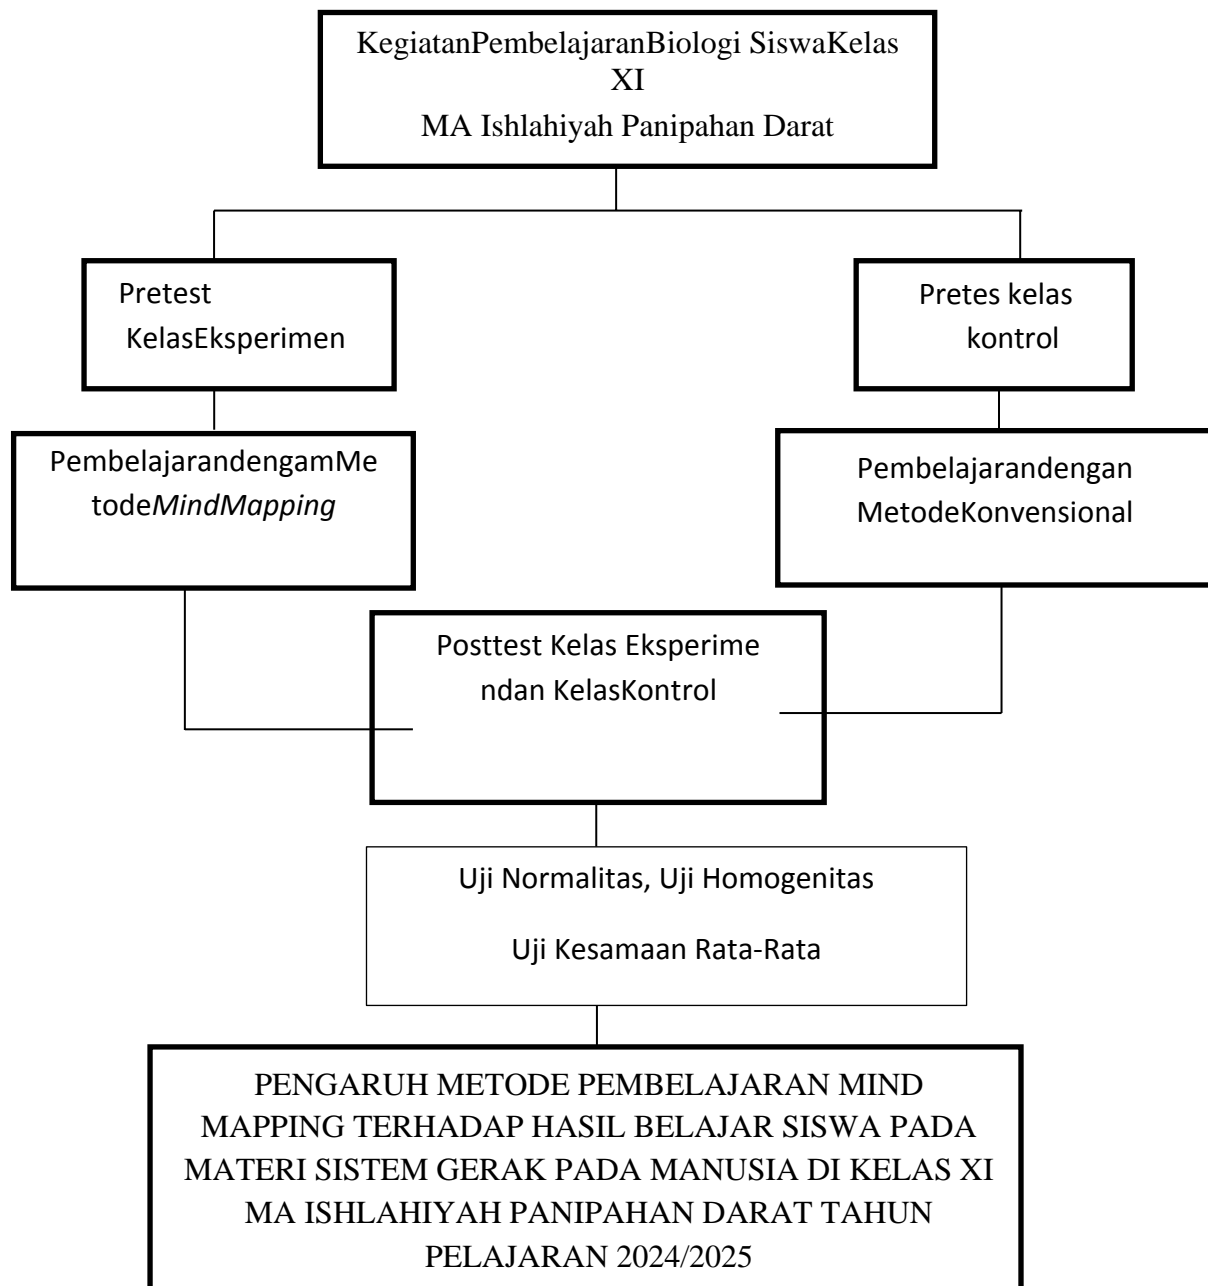 KegiatanPembelajaranBiologi SiswaKelas
XI
MA Ishlahiyah Panipahan Darat
Pretest
KelasEksperimen
Pretes kelas
kontrol
PembelajarandengamMe
todeMindMapping
Pembelajarandengan
MetodeKonvensional
Posttest Kelas Eksperime
ndan KelasKontrol
Uji Normalitas, Uji Homogenitas
Uji Kesamaan Rata-Rata
PENGARUH METODE PEMBELAJARAN MIND
MAPPING TERHADAP HASIL BELAJAR SISWA PADA
MATERI SISTEM GERAK PADA MANUSIA DI KELAS XI
MA ISHLAHIYAH PANIPAHAN DARAT TAHUN
PELAJARAN 2024/2025